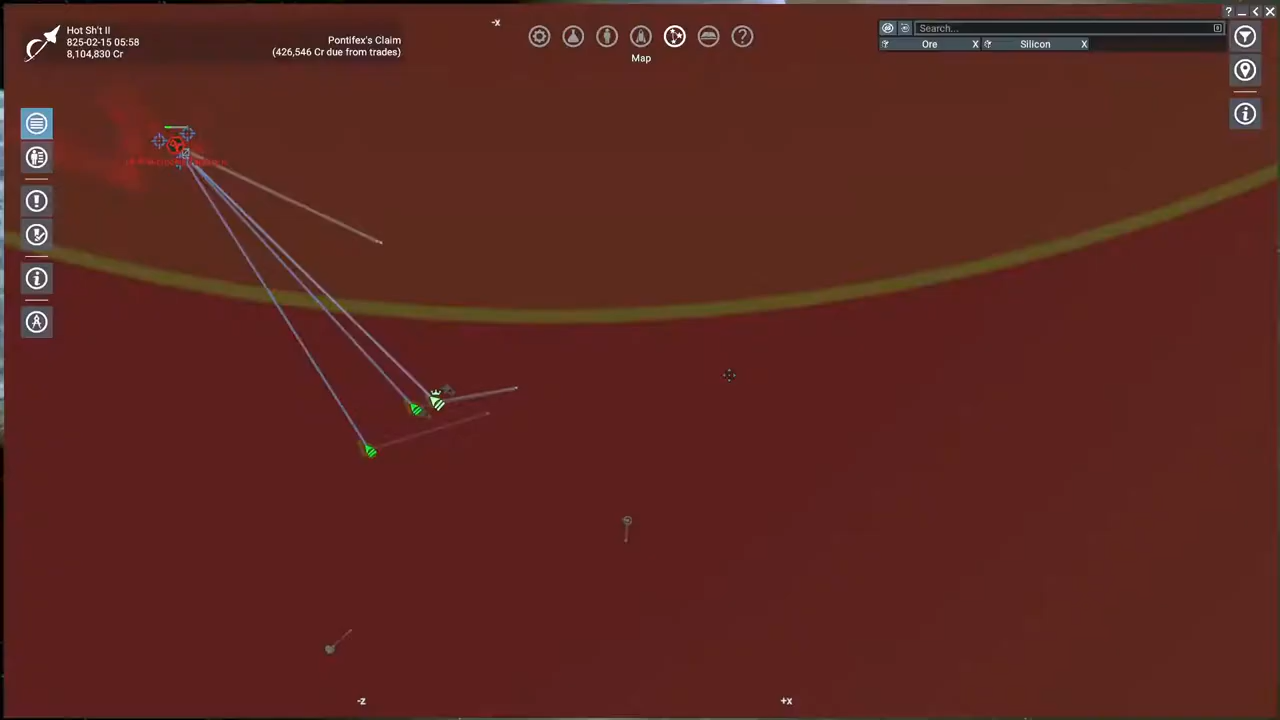 Hot Sh't II
825-02-15 05:58
8,104,830 Cr
Pontifex's Claim
(426,546 Cr due from trades)
-x
Map
?
Search...
Ore X
Silicon X
-z
+x